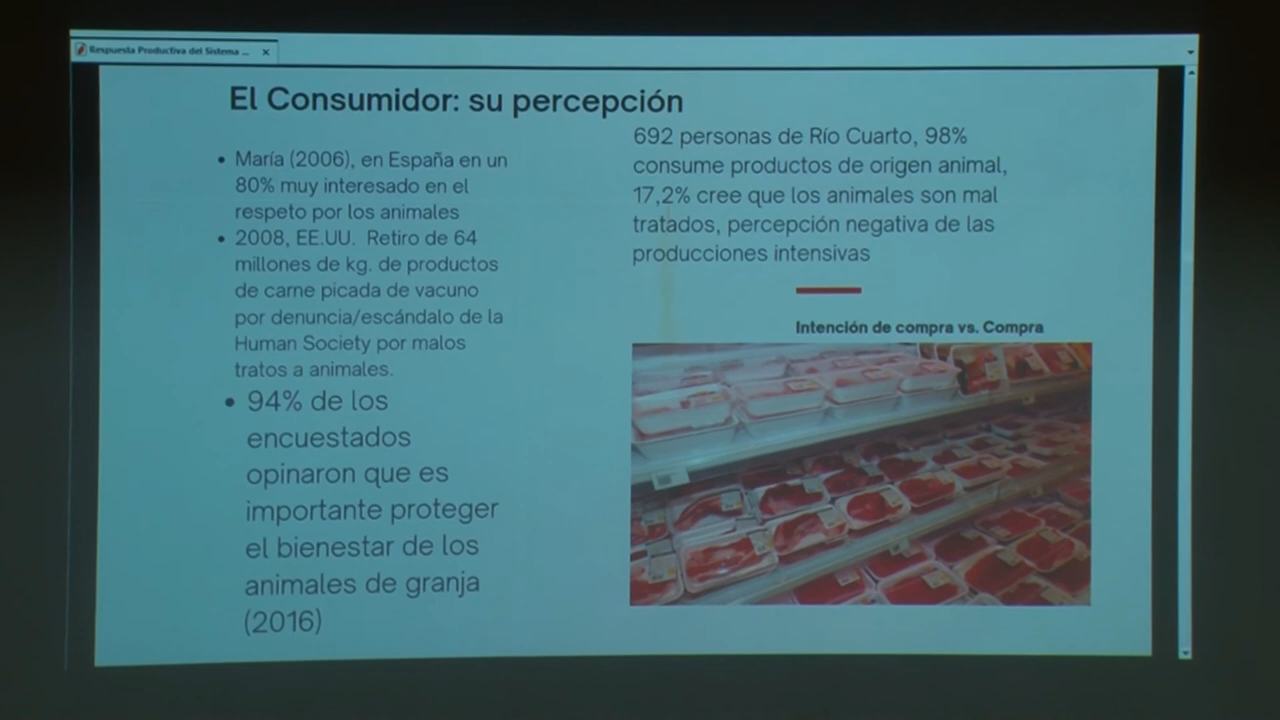 Respuesta Productiva del Sistema ...
El Consumidor: su percepción
• María (2006), en España en un
80% muy interesado en el
respeto por los animales
• 2008, EE.UU. Retiro de 64
millones de kg. de productos
de carne picada de vacuno
por denuncia/escándalo de la
Human Society por malos
tratos a animales.
• 94% de los
encuestados
opinaron que es
importante proteger
el bienestar de los
animales de granja
(2016)
692 personas de Río Cuarto, 98%
consume productos de origen animal,
17,2% cree que los animales son mal
tratados, percepción negativa de las
producciones intensivas
Intención de compra vs. Compra